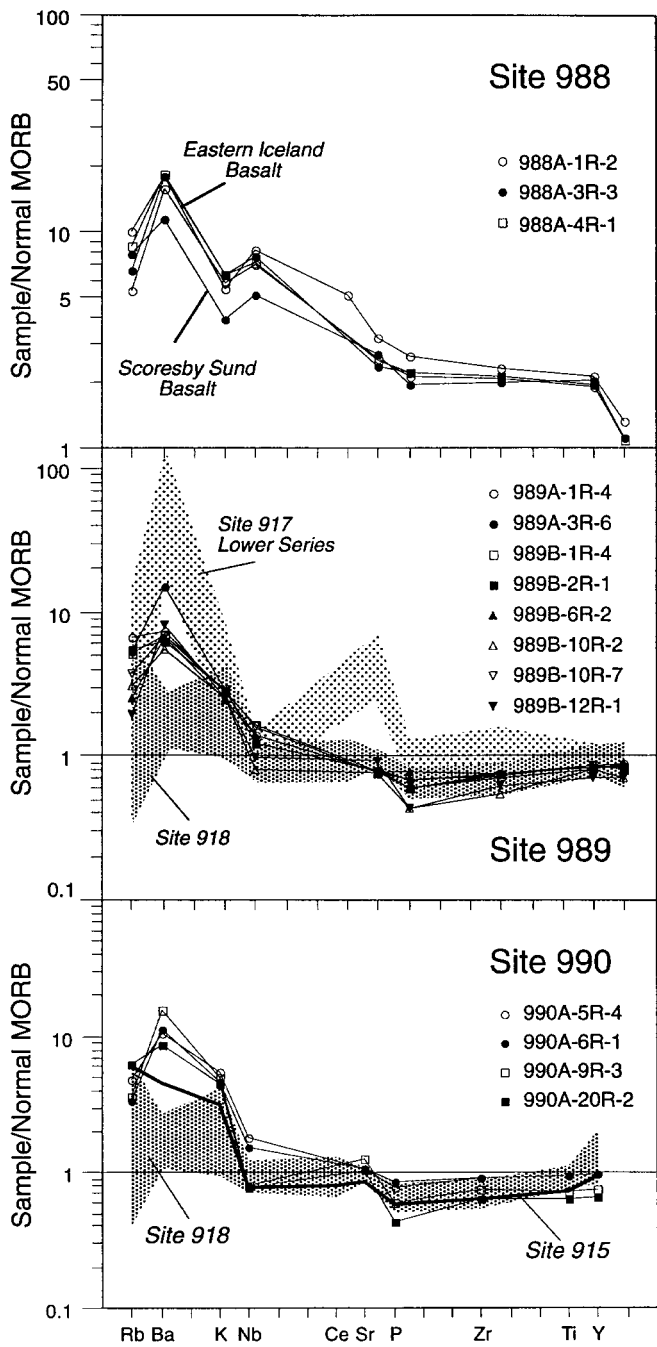 100
50
10
5
1
Sample/Normal MORB
Site 988
Eastern Iceland
Basalt
Scoresby Sund
Basalt
988A-1R-2
988A-3R-3
988A-4R-1
100
10
1
0.1
Sample/Normal MORB
Site 917
Lower Series
989A-1R-4
989A-3R-6
989B-1R-4
989B-2R-1
989B-6R-2
989B-10R-2
989B-10R-7
989B-12R-1
Site 918
Site 989
10
1
0.1
Sample/Normal MORB
Site 990
990A-5R-4
990A-6R-1
990A-9R-3
990A-20R-2
Site 918
Site 915
Rb Ba K Nb Ce Sr P Zr Ti Y